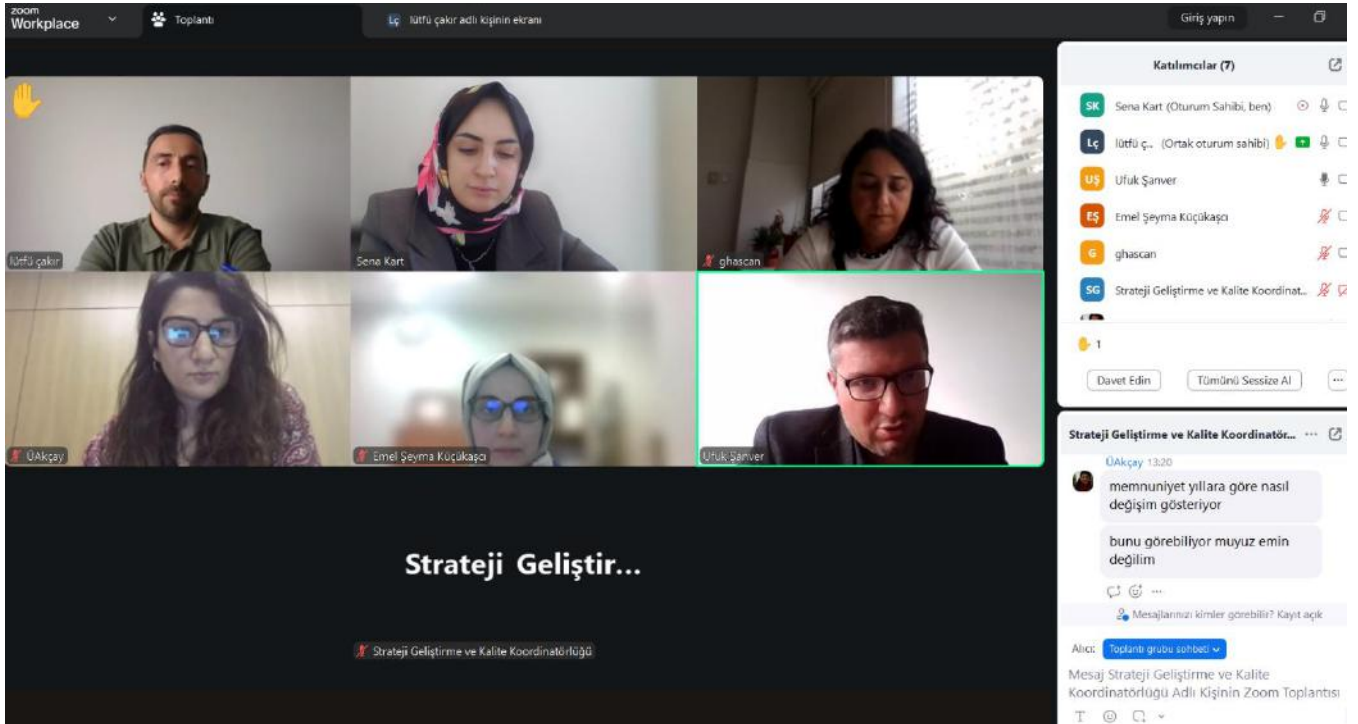 zoom
Workplace
Toplantı
Lç lütfü çakır adlı kişinin ekranı
Giriş yapın
lütfü çakır
Sena Kart
ghascan
ÜAkçay
Emel Şeyma Küçükaşcı
Ufuk Şanver
Strateji Geliştir...
Strateji Geliştirme ve Kalite Koordinatörlüğü
Katılımcılar (7)
SK Sena Kart (Oturum Sahibi, ben)
Lç lütfü ç... (Ortak oturum sahibi)
UŞ Ufuk Şanver
EŞ Emel Şeyma Küçükaşcı
G ghascan
SG Strateji Geliştirme ve Kalite Koordinat...
1
Davet Edin
Tümünü Sessize Al
Strateji Geliştirme ve Kalite Koordinatör...
ÜAkçay 13:20
memnuniyet yıllara göre nasıl
değişim gösteriyor
bunu görebiliyor muyuz emin
değilim
Mesajlarınızı kimler görebilir? Kayıt açık
Alıcı: Toplantı grubu sohbeti
Mesaj Strateji Geliştirme ve Kalite
Koordinatörlüğü Adlı Kişinin Zoom Toplantısı